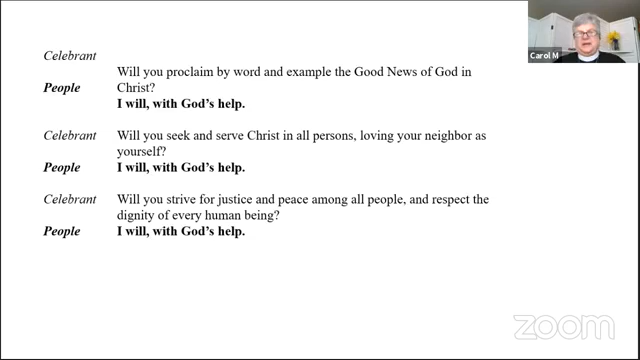 Celebrant
Will you proclaim by word and example the Good News of God in
People Christ?
I will, with God's help.
Celebrant Will you seek and serve Christ in all persons, loving your neighbor as
yourself?
People I will, with God's help.
Celebrant Will you strive for justice and peace among all people, and respect the
dignity of every human being?
People I will, with God's help.
Carol M
zoom